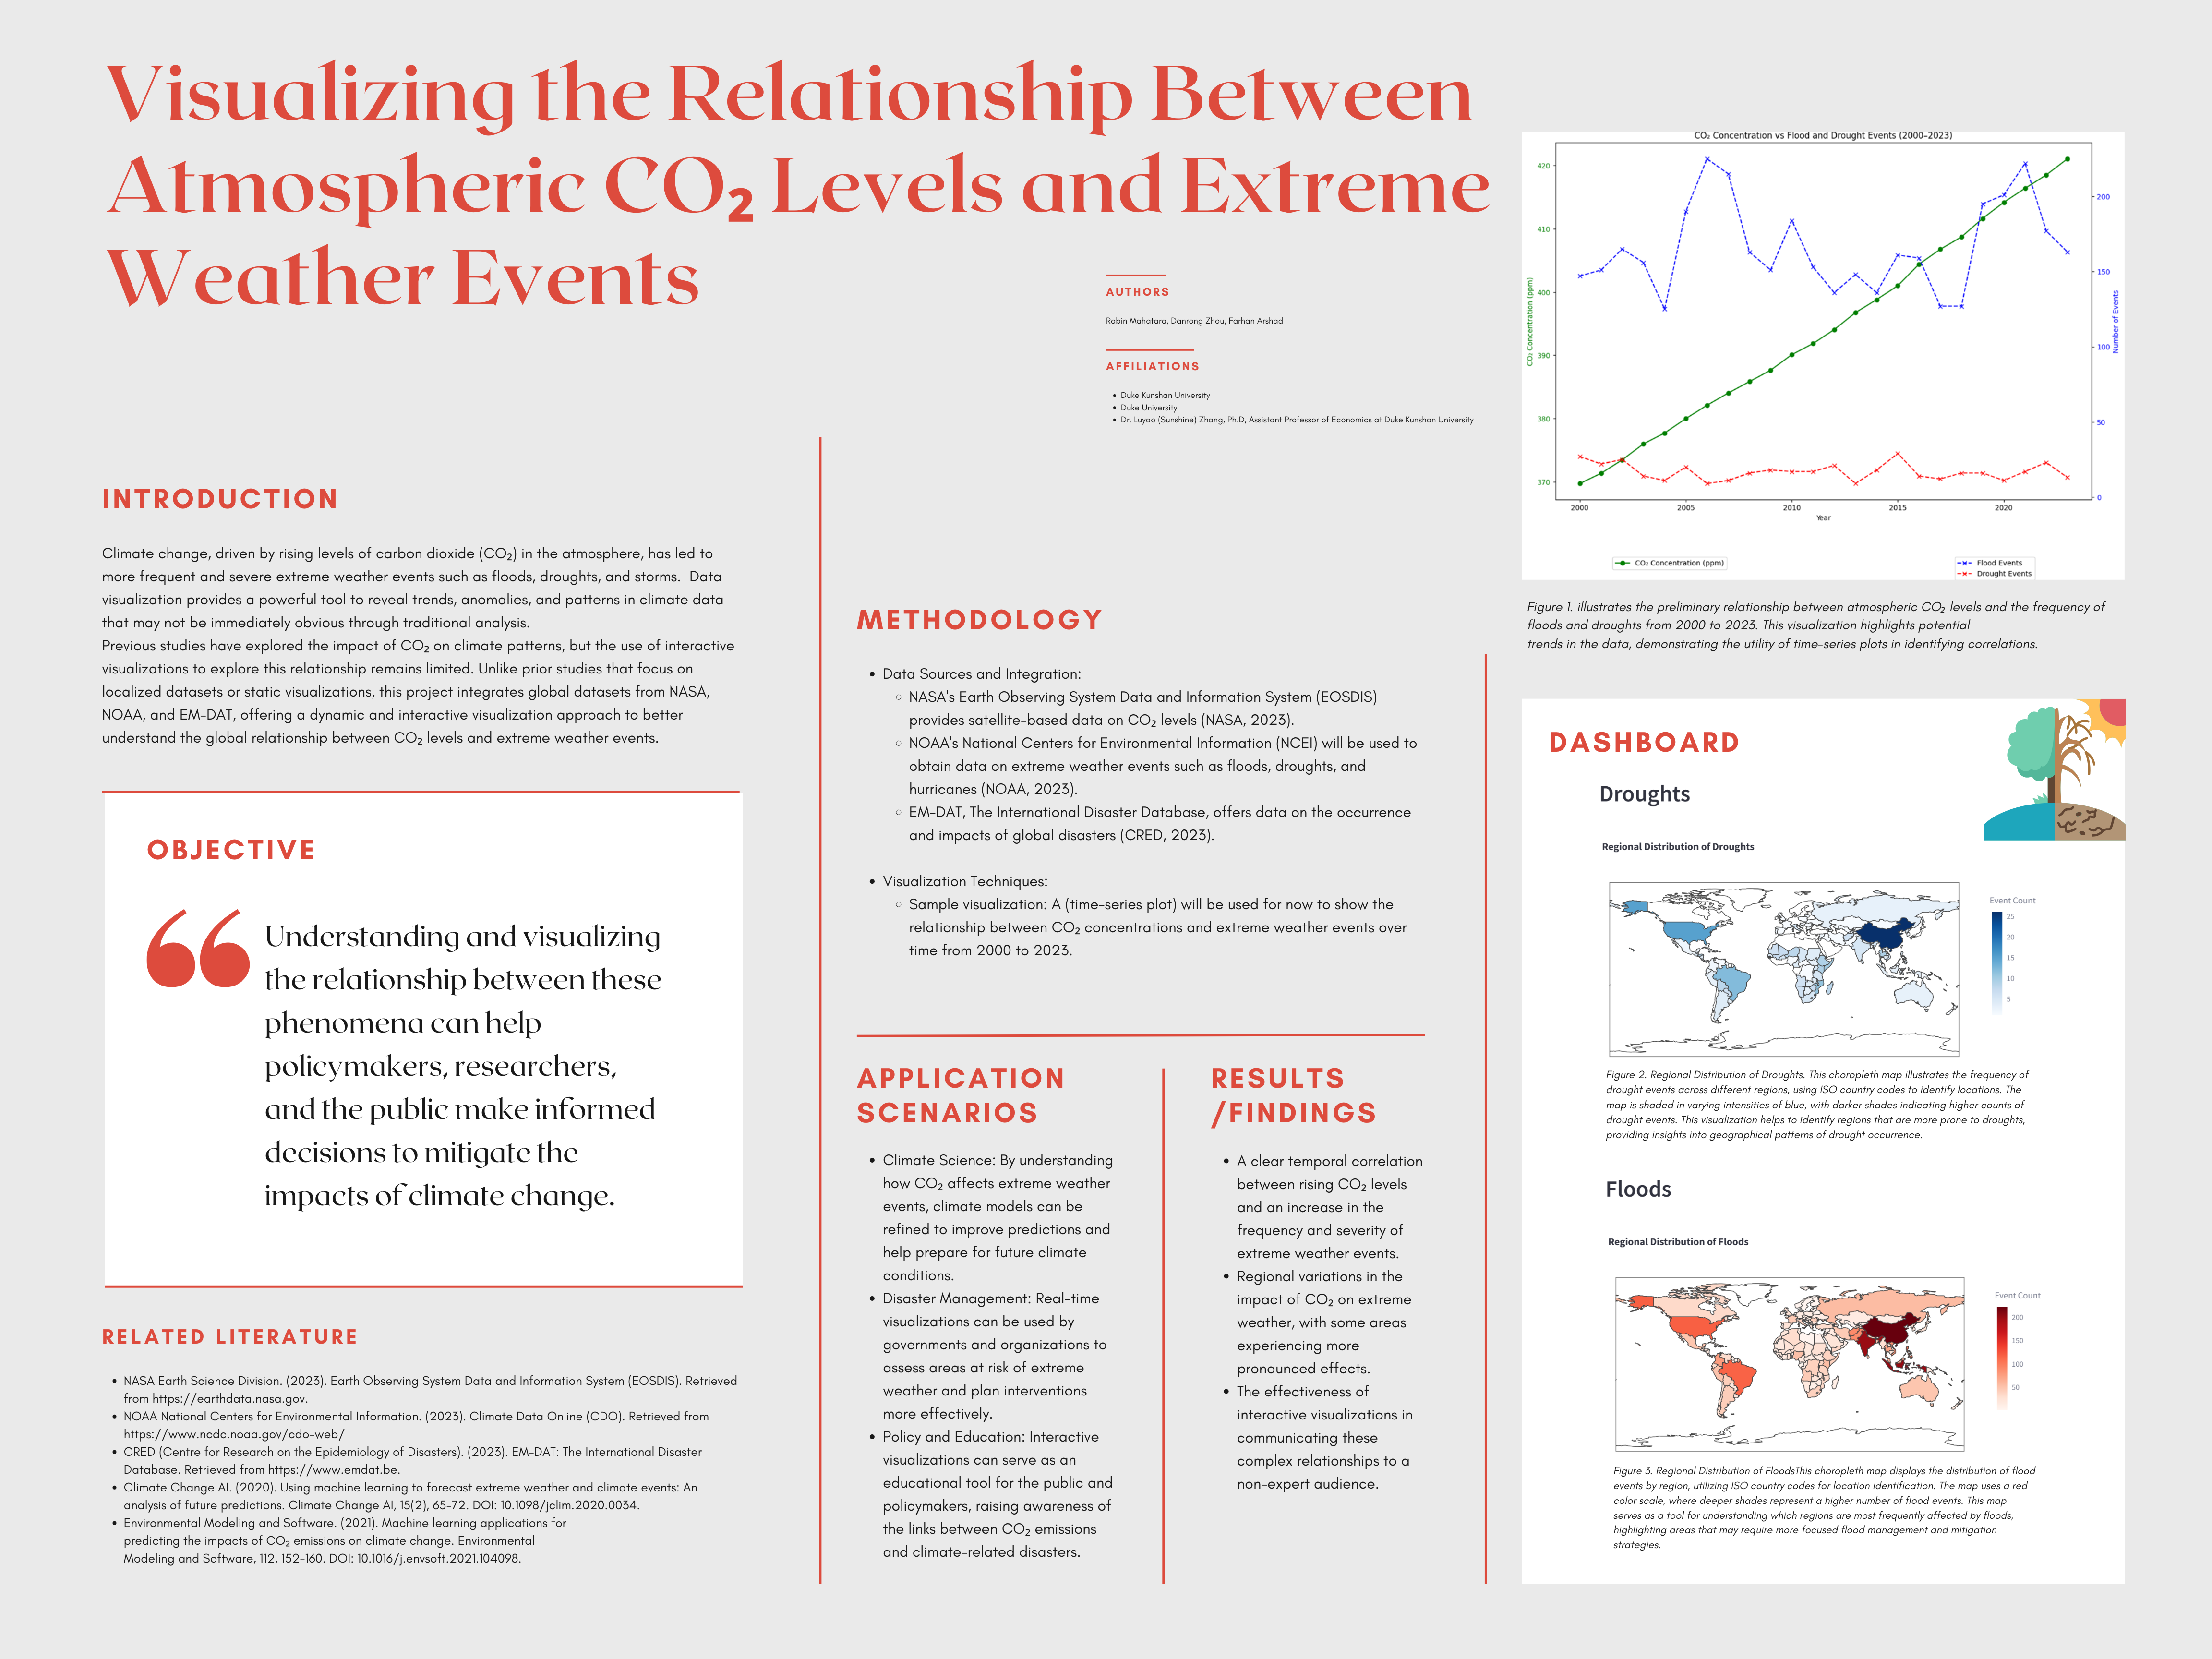 Visualizing the Relationship Between
Atmospheric CO₂ Levels and Extreme
Weather Events
AUTHORS
Rabin Mahatara, Danrong Zhou, Farhan Arshad
AFFILIATIONS
• Duke Kunshan University
• Duke University
• Dr. Luyao (Sunshine) Zhang, Ph.D, Assistant Professor of Economics at Duke Kunshan University
INTRODUCTION
Climate change, driven by rising levels of carbon dioxide (CO₂) in the atmosphere, has led to
more frequent and severe extreme weather events such as floods, droughts, and storms.  Data
visualization provides a powerful tool to reveal trends, anomalies, and patterns in climate data
that may not be immediately obvious through traditional analysis.
Previous studies have explored the impact of CO₂ on climate patterns, but the use of interactive
visualizations to explore this relationship remains limited. Unlike prior studies that focus on
localized datasets or static visualizations, this project integrates global datasets from NASA,
NOAA, and EM-DAT, offering a dynamic and interactive visualization approach to better
understand the global relationship between CO₂ levels and extreme weather events.
OBJECTIVE
“
Understanding and visualizing
the relationship between these
phenomena can help
policymakers, researchers,
and the public make informed
decisions to mitigate the
impacts of climate change.
RELATED LITERATURE
• NASA Earth Science Division. (2023). Earth Observing System Data and Information System (EOSDIS). Retrieved
from https://earthdata.nasa.gov.
• NOAA National Centers for Environmental Information. (2023). Climate Data Online (CDO). Retrieved from
https://www.ncdc.noaa.gov/cdo-web/
• CRED (Centre for Research on the Epidemiology of Disasters). (2023). EM-DAT: The International Disaster
Database. Retrieved from https://www.emdat.be.
• Climate Change AI. (2020). Using machine learning to forecast extreme weather and climate events: An
analysis of future predictions. Climate Change AI, 15(2), 65-72. DOI: 10.1098/jclim.2020.0034.
• Environmental Modeling and Software. (2021). Machine learning applications for
predicting the impacts of CO₂ emissions on climate change. Environmental
Modeling and Software, 112, 152-160. DOI: 10.1016/j.envsoft.2021.104098.
METHODOLOGY
• Data Sources and Integration:
◦ NASA's Earth Observing System Data and Information System (EOSDIS)
provides satellite-based data on CO₂ levels (NASA, 2023).
◦ NOAA's National Centers for Environmental Information (NCEI) will be used to
obtain data on extreme weather events such as floods, droughts, and
hurricanes (NOAA, 2023).
◦ EM-DAT, The International Disaster Database, offers data on the occurrence
and impacts of global disasters (CRED, 2023).
• Visualization Techniques:
◦ Sample visualization: A (time-series plot) will be used for now to show the
relationship between CO₂ concentrations and extreme weather events over
time from 2000 to 2023.
APPLICATION
SCENARIOS
• Climate Science: By understanding
how CO₂ affects extreme weather
events, climate models can be
refined to improve predictions and
help prepare for future climate
conditions.
• Disaster Management: Real-time
visualizations can be used by
governments and organizations to
assess areas at risk of extreme
weather and plan interventions
more effectively.
• Policy and Education: Interactive
visualizations can serve as an
educational tool for the public and
policymakers, raising awareness of
the links between CO₂ emissions
and climate-related disasters.
RESULTS
/FINDINGS
• A clear temporal correlation
between rising CO₂ levels
and an increase in the
frequency and severity of
extreme weather events.
• Regional variations in the
impact of CO₂ on extreme
weather, with some areas
experiencing more
pronounced effects.
• The effectiveness of
interactive visualizations in
communicating these
complex relationships to a
non-expert audience.
CO₂ Concentration vs Flood and Drought Events (2000–2023)
CO₂ Concentration (ppm)
420
410
400
390
380
370
200
150
100
50
0
Number of Events
2000 2005 2010 2015 2020
Year
CO₂ Concentration (ppm)
Flood Events
Drought Events
Figure 1. illustrates the preliminary relationship between atmospheric CO₂ levels and the frequency of
floods and droughts from 2000 to 2023. This visualization highlights potential
trends in the data, demonstrating the utility of time-series plots in identifying correlations.
DASHBOARD
Droughts
Regional Distribution of Droughts
Event Count
25
20
15
10
5
Figure 2. Regional Distribution of Droughts. This choropleth map illustrates the frequency of
drought events across different regions, using ISO country codes to identify locations. The
map is shaded in varying intensities of blue, with darker shades indicating higher counts of
drought events. This visualization helps to identify regions that are more prone to droughts,
providing insights into geographical patterns of drought occurrence.
Floods
Regional Distribution of Floods
Event Count
200
150
100
50
Figure 3. Regional Distribution of FloodsThis choropleth map displays the distribution of flood
events by region, utilizing ISO country codes for location identification. The map uses a red
color scale, where deeper shades represent a higher number of flood events. This map
serves as a tool for understanding which regions are most frequently affected by floods,
highlighting areas that may require more focused flood management and mitigation
strategies.